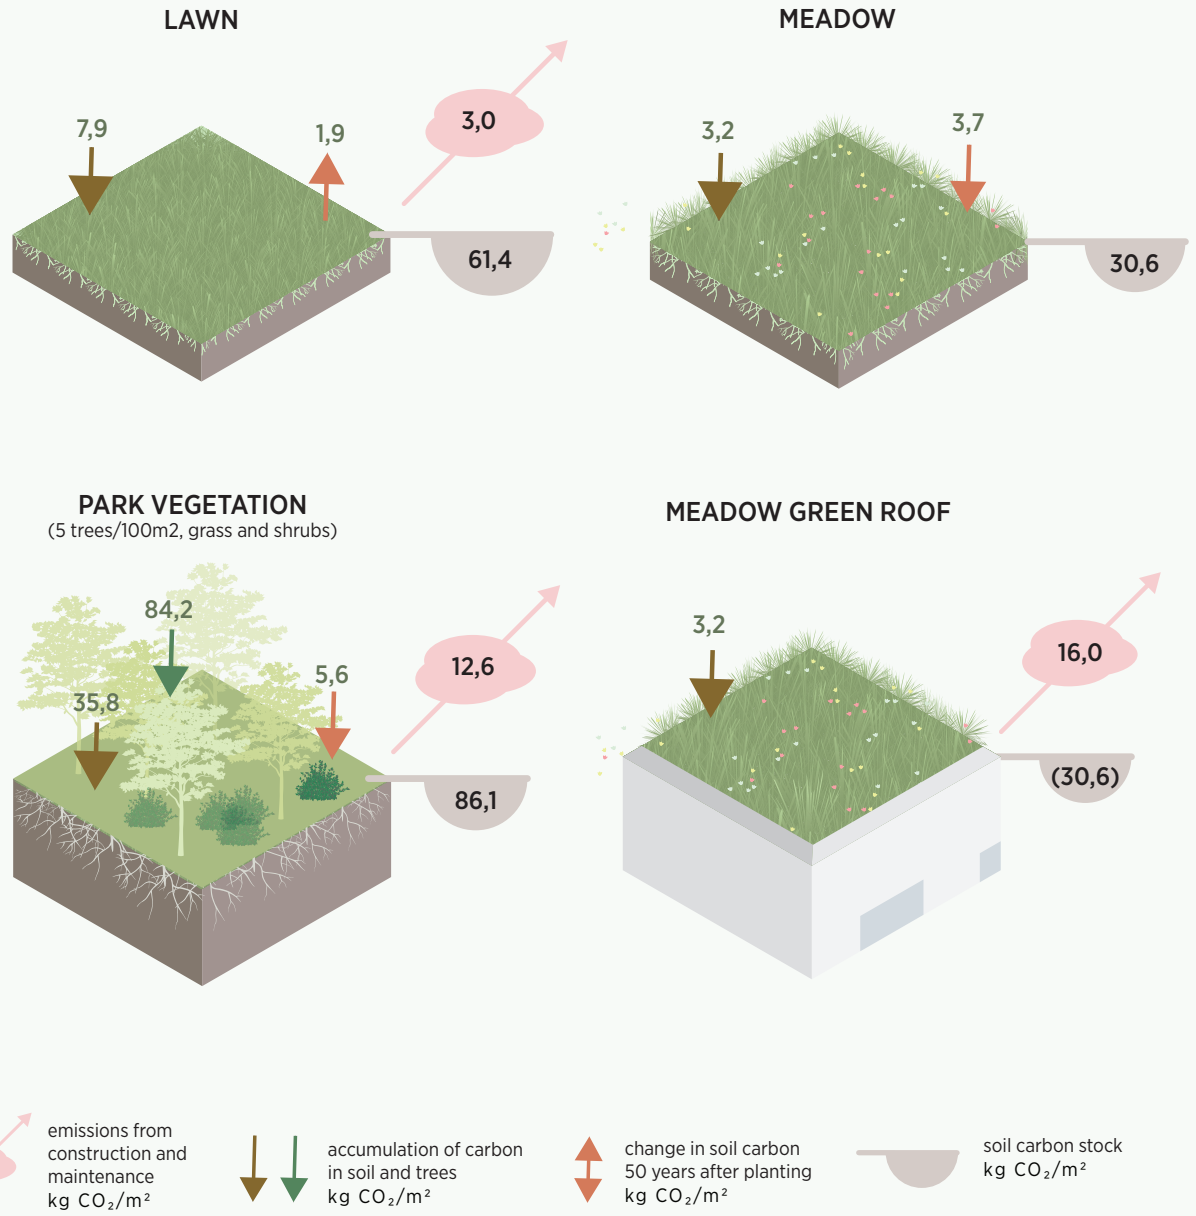 LAWN
7,9
1,9
3,0
61,4
MEADOW
3,2
3,7
30,6
PARK VEGETATION
(5 trees/100m2, grass and shrubs)
84,2
35,8
5,6
12,6
86,1
MEADOW GREEN ROOF
3,2
16,0
(30,6)
emissions from
construction and
maintenance
kg CO₂/m²
accumulation of carbon
in soil and trees
kg CO₂/m²
change in soil carbon
50 years after planting
kg CO₂/m²
soil carbon stock
kg CO₂/m²